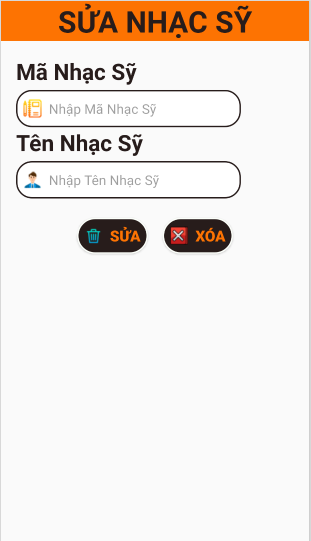 SỬA NHẠC SỸ
Mã Nhạc Sỹ
Nhập Mã Nhạc Sỹ
Tên Nhạc Sỹ
Nhập Tên Nhạc Sỹ
SỬA XÓA